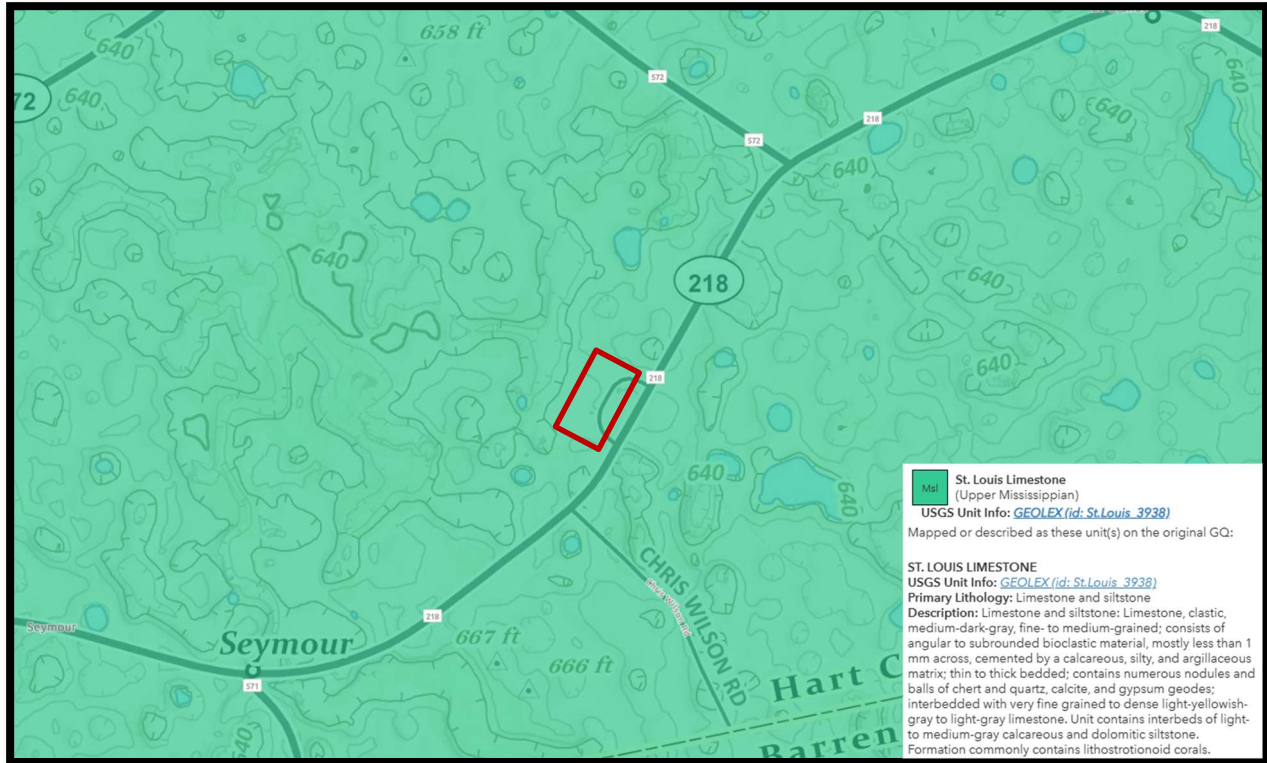 218
658 ft
640
572
72
640
572
218
640
640
640
218
640
640
218
640
640
640
CHRIS WILSON RD
Chris Wilson Rd
218
Seymour
Seymour
667 ft
666 ft
571
Hart C
Barren
640
Msl
St. Louis Limestone
(Upper Mississippian)
USGS Unit Info: GEOLEX (id: St.Louis_3938)
Mapped or described as these unit(s) on the original GQ:
ST. LOUIS LIMESTONE
USGS Unit Info: GEOLEX (id: St.Louis_3938)
Primary Lithology: Limestone and siltstone
Description: Limestone and siltstone: Limestone, clastic,
medium-dark-gray, fine- to medium-grained; consists of
angular to subrounded bioclastic material, mostly less than 1
mm across, cemented by a calcareous, silty, and argillaceous
matrix; thin to thick bedded; contains numerous nodules and
balls of chert and quartz, calcite, and gypsum geodes;
interbedded with very fine grained to dense light-yellowish-
gray to light-gray limestone. Unit contains interbeds of light-
to medium-gray calcareous and dolomitic siltstone.
Formation commonly contains lithostrotionoid corals.